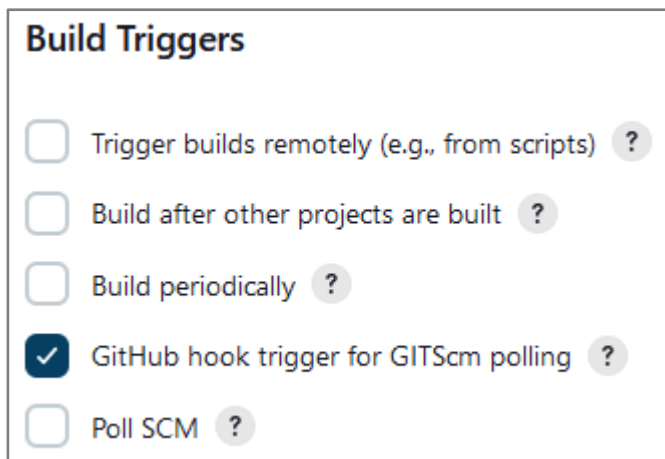 Build Triggers
Trigger builds remotely (e.g., from scripts) ?
Build after other projects are built ?
Build periodically ?
GitHub hook trigger for GITScm polling ?
Poll SCM ?